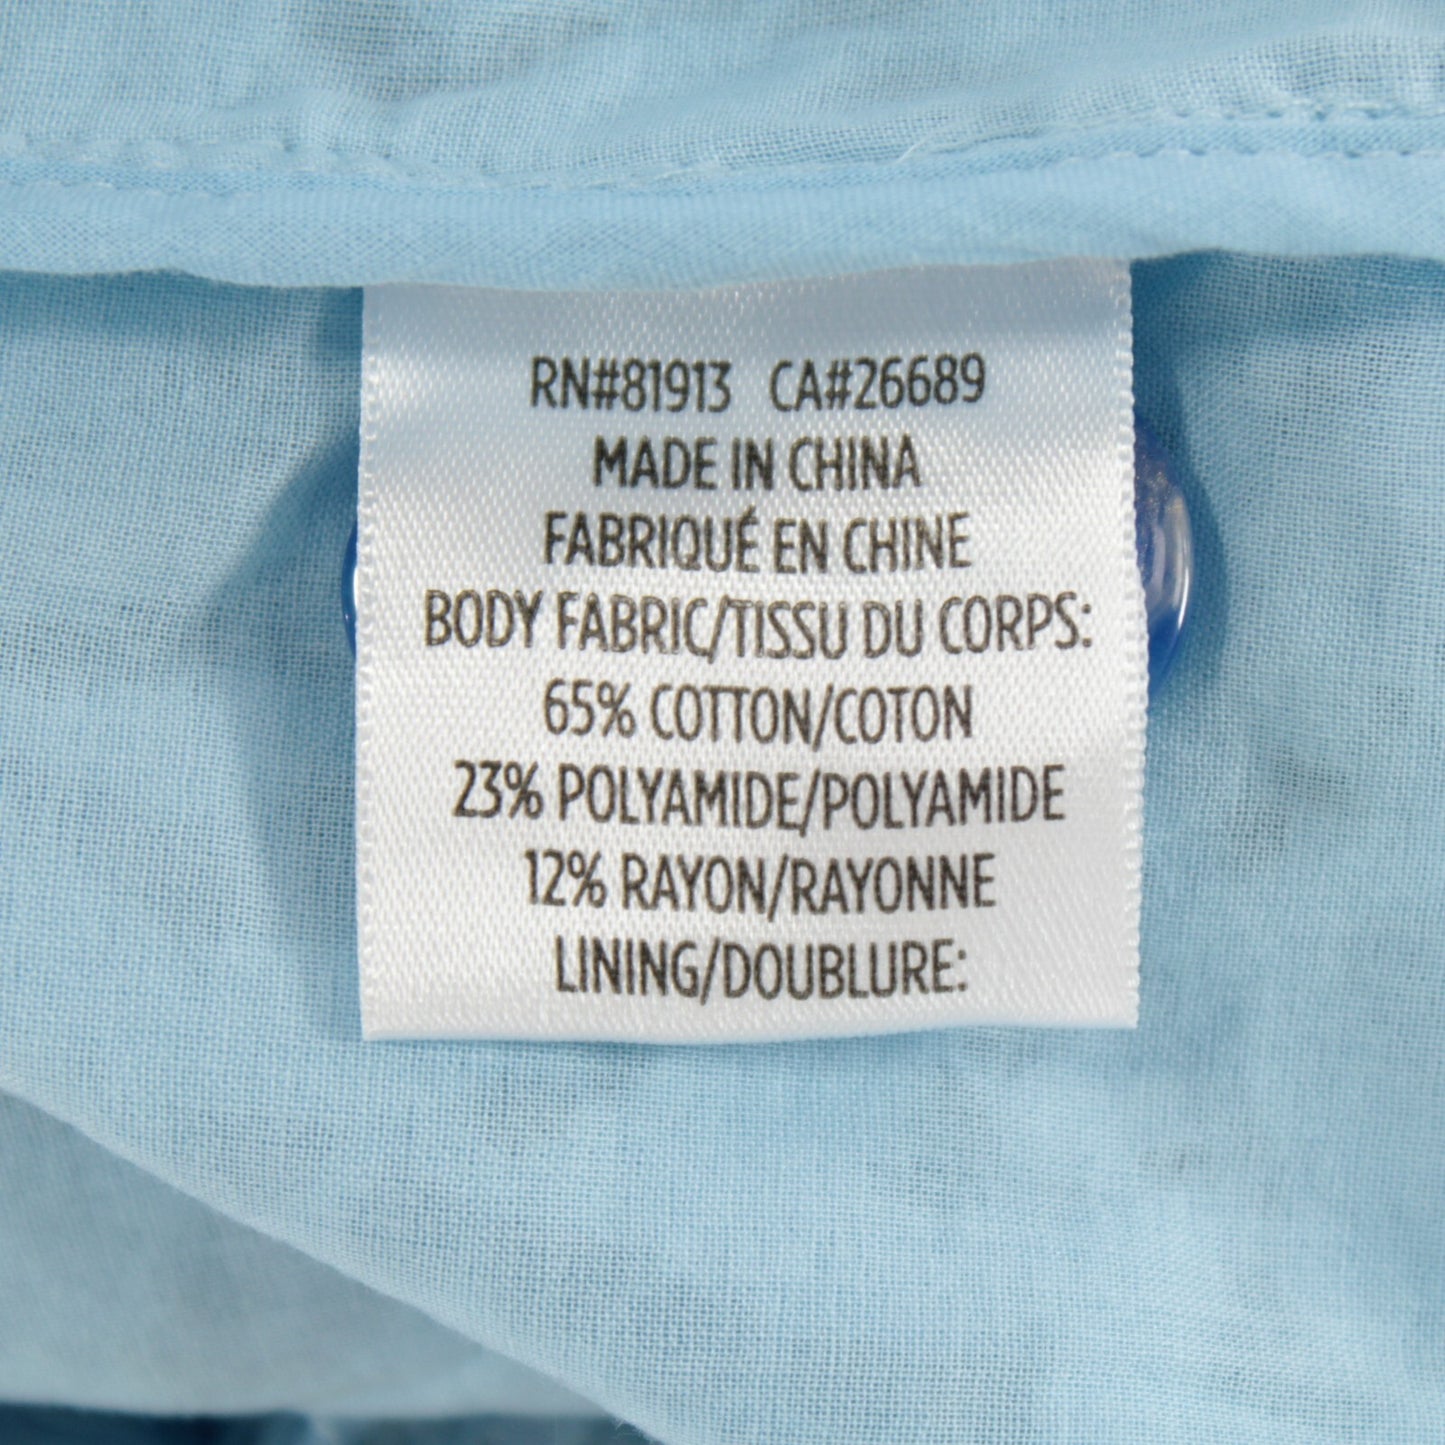 RN#81913 CA#26689
MADE IN CHINA
FABRIQUÉ EN CHINE
BODY FABRIC/TISSU DU CORPS:
65% COTTON/COTON
23% POLYAMIDE/POLYAMIDE
12% RAYON/RAYONNE
LINING/DOUBLURE: